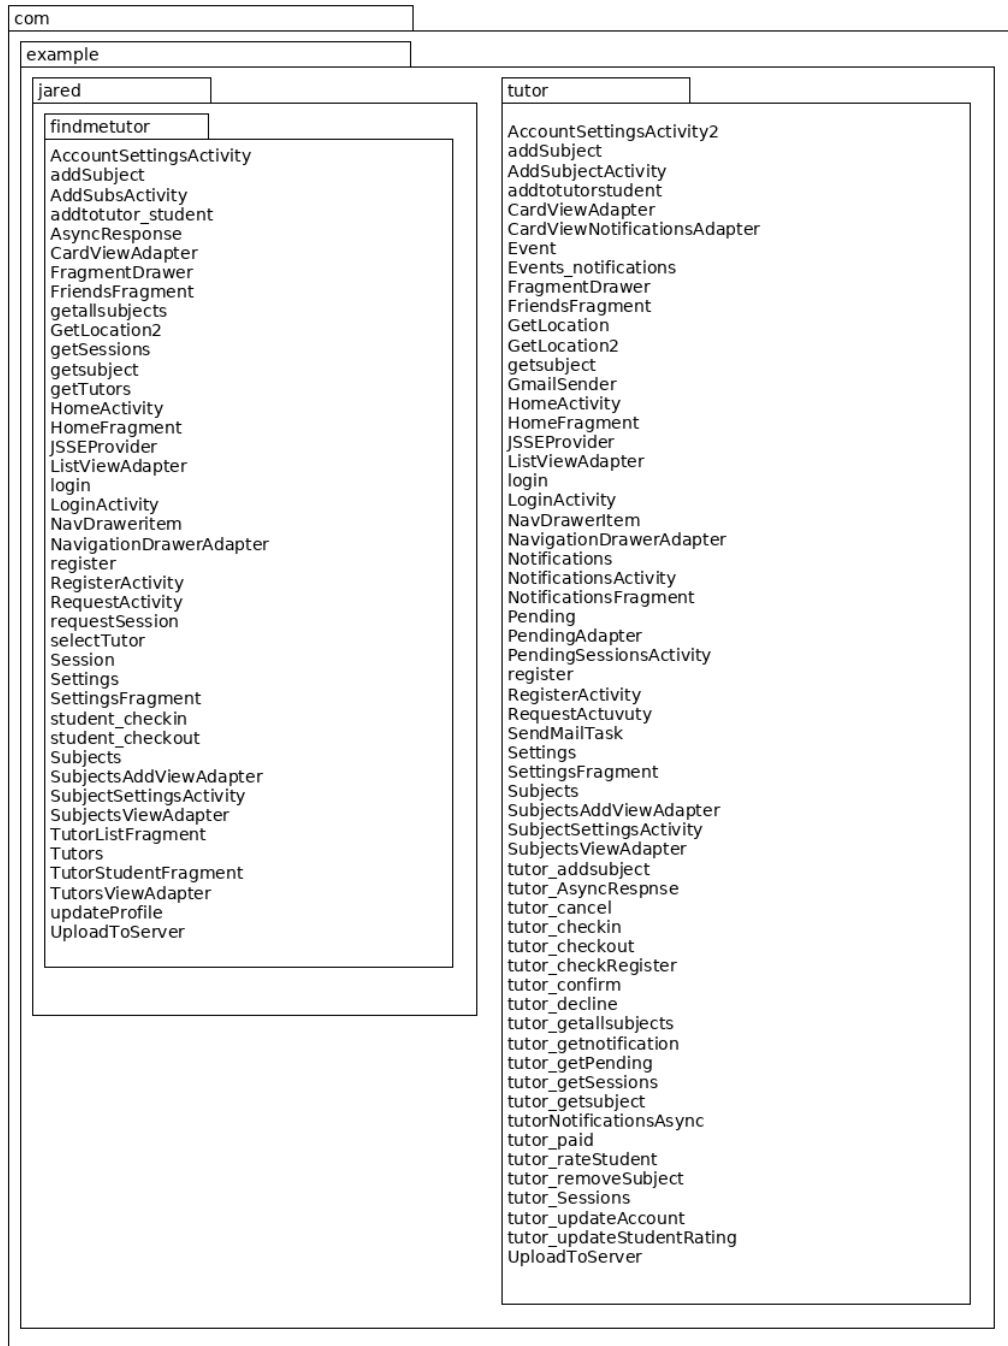 com
example
jared
findmetutor
AccountSettingsActivity
addSubject
AddSubsActivity
addtotutor_student
AsyncResponse
CardViewAdapter
FragmentDrawer
FriendsFragment
getallsubjects
GetLocation2
getSessions
getsubject
getTutors
HomeActivity
HomeFragment
JSSEProvider
ListViewAdapter
login
LoginActivity
NavDraweritem
NavigationDrawerAdapter
register
RegisterActivity
RequestActivity
requestSession
selectTutor
Session
Settings
SettingsFragment
student_checkin
student_checkout
Subjects
SubjectsAddViewAdapter
SubjectSettingsActivity
SubjectsViewAdapter
TutorListFragment
Tutors
TutorStudentFragment
TutorsViewAdapter
updateProfile
UploadToServer
tutor
AccountSettingsActivity2
addSubject
AddSubjectActivity
addtotutorstudent
CardViewAdapter
CardViewNotificationsAdapter
Event
Events_notifications
FragmentDrawer
FriendsFragment
GetLocation
GetLocation2
getsubject
GmailSender
HomeActivity
HomeFragment
JSSEProvider
ListViewAdapter
login
LoginActivity
NavDrawerItem
NavigationDrawerAdapter
Notifications
NotificationsActivity
NotificationsFragment
Pending
PendingAdapter
PendingSessionsActivity
register
RegisterActivity
RequestActuvuty
SendMailTask
Settings
SettingsFragment
Subjects
SubjectsAddViewAdapter
SubjectSettingsActivity
SubjectsViewAdapter
tutor_addsubject
tutor_AsyncRespnse
tutor_cancel
tutor_checkin
tutor_checkout
tutor_checkRegister
tutor_confirm
tutor_decline
tutor_getallsubjects
tutor_getnotification
tutor_getPending
tutor_getSessions
tutor_getsubject
tutorNotificationsAsync
tutor_paid
tutor_rateStudent
tutor_removeSubject
tutor_Sessions
tutor_updateAccount
tutor_updateStudentRating
UploadToServer